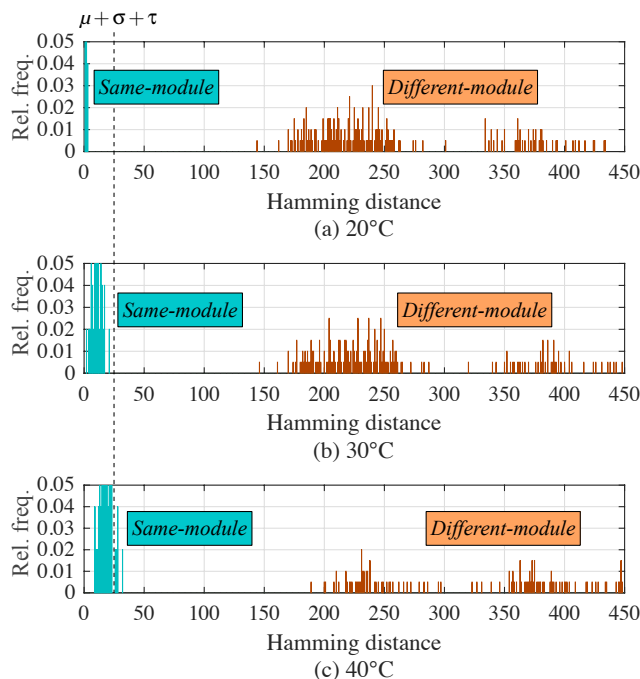 μ+σ+τ
Rel. freq.
0.05
0.04
0.03
0.02
0.01
0
Same-module
Different-module
0 50 100 150 200 250 300 350 400 450
Hamming distance
(a) 20°C
Rel. freq.
0.05
0.04
0.03
0.02
0.01
0
Same-module
Different-module
0 50 100 150 200 250 300 350 400 450
Hamming distance
(b) 30°C
Rel. freq.
0.05
0.04
0.03
0.02
0.01
0
Same-module
Different-module
0 50 100 150 200 250 300 350 400 450
Hamming distance
(c) 40°C